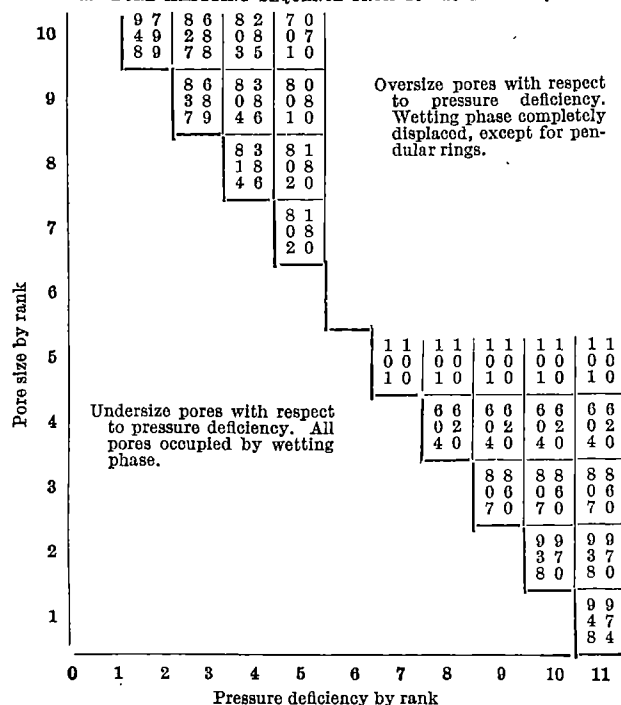 9 7 8 6 8 2 7 0
10 4 9 2 8 0 8 0 7
8 9 7 8 3 5 1 0
8 6 8 3 8 0
9 3 8 0 8 0 8
7 9 4 6 1 0
Oversize pores with respect
to pressure deficiency.
Wetting phase completely
displaced, except for pen-
dular rings.
8 3 8 1
8 1 8 0 8
4 6 2 0
8 1
7 0 8
2 0
6
1 1 1 1 1 1 1 1 1 1
5 0 0 0 0 0 0 0 0 0 0
1 0 1 0 1 0 1 0 1 0
6 6 6 6 6 6 6 6
4 0 2 0 2 0 2 0 2
4 0 4 0 4 0 4 0
Undersize pores with respect
to pressure deficiency. All
pores occupied by wetting
phase.
8 8 8 8 8 8
3 0 6 0 6 0 6
7 0 7 0 7 0
9 9 9 9
2 3 7 3 7
8 0 8 0
9 9
1 4 7
8 4
0 1 2 3 4 5 6 7 8 9 10 11
Pressure deficiency by rank
Pore size by rank